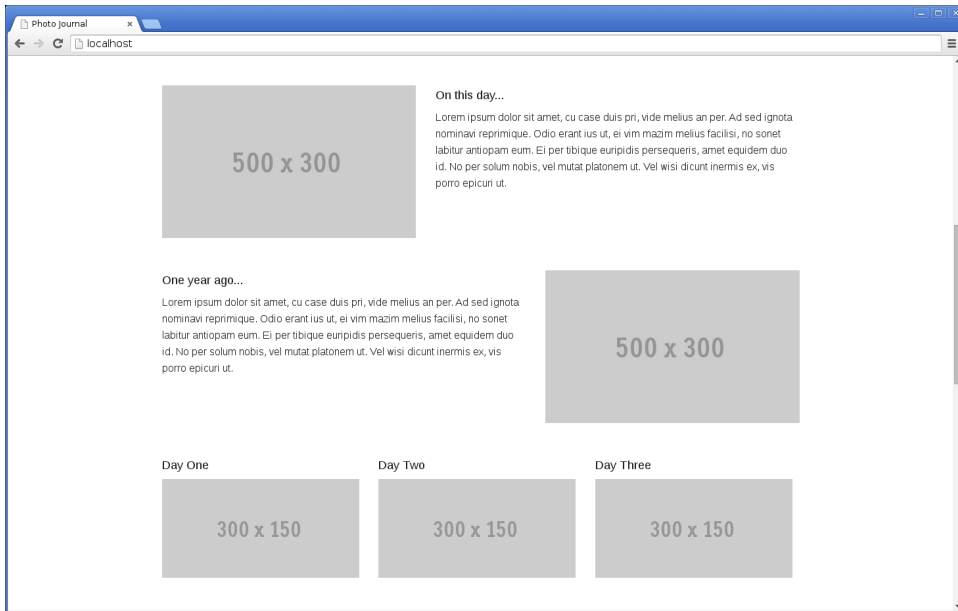 Photo Journal
localhost
500 x 300
On this day...
Lorem ipsum dolor sit amet, cu case duis pri, vide melius an per. Ad sed ignota
nominavi reprimique. Odio erant ius ut, ei vim mazim melius facilisi, no sonet
labitur antiopam eum. Ei per tibique euripidis persequeris, amet equidem duo
id. No per solum nobis, vel mutat platonem ut. Vel wisi dicunt inermis ex, vis
porro epicuri ut.
One year ago...
Lorem ipsum dolor sit amet, cu case duis pri, vide melius an per. Ad sed ignota
nominavi reprimique. Odio erant ius ut, ei vim mazim melius facilisi, no sonet
labitur antiopam eum. Ei per tibique euripidis persequeris, amet equidem duo
id. No per solum nobis, vel mutat platonem ut. Vel wisi dicunt inermis ex, vis
porro epicuri ut.
500 x 300
Day One
300 x 150
Day Two
300 x 150
Day Three
300 x 150